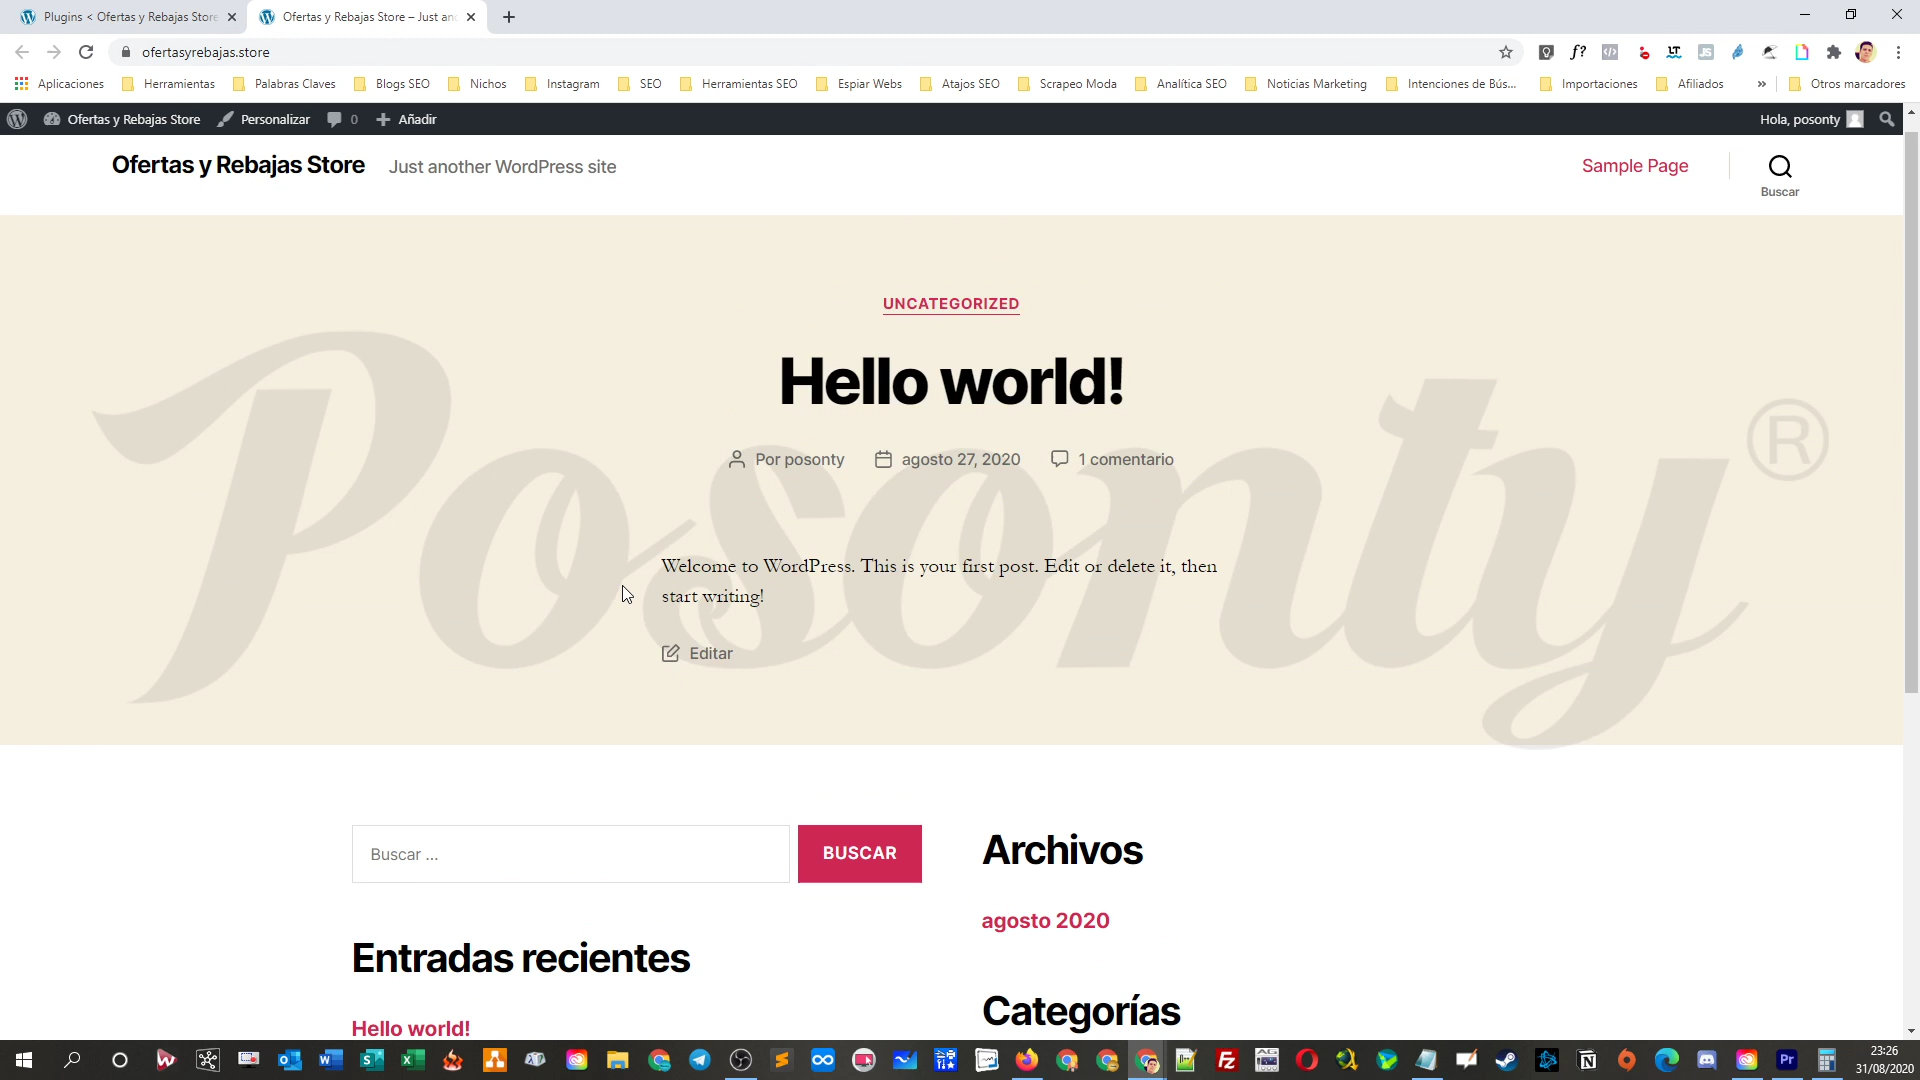 Plugins < Ofertas y Rebajas Store
Ofertas y Rebajas Store – Just an
ofertasyrebajas.store
Aplicaciones
Herramientas
Palabras Claves
Blogs SEO
Nichos
Instagram
SEO
Herramientas SEO
Espiar Webs
Atajos SEO
Scrapeo Moda
Analítica SEO
Noticias Marketing
Intenciones de Bús...
Importaciones
Afiliados
»
Otros marcadores
Ofertas y Rebajas Store
Personalizar
0
Añadir
Hola, posonty
Ofertas y Rebajas Store
Just another WordPress site
Sample Page
Buscar
UNCATEGORIZED
Hello world!
Por posonty
agosto 27, 2020
1 comentario
Posonty ®
Welcome to WordPress. This is your first post. Edit or delete it, then
start writing!
Editar
Buscar ...
BUSCAR
Archivos
agosto 2020
Entradas recientes
Categorías
Hello world!
23:26
31/08/2020